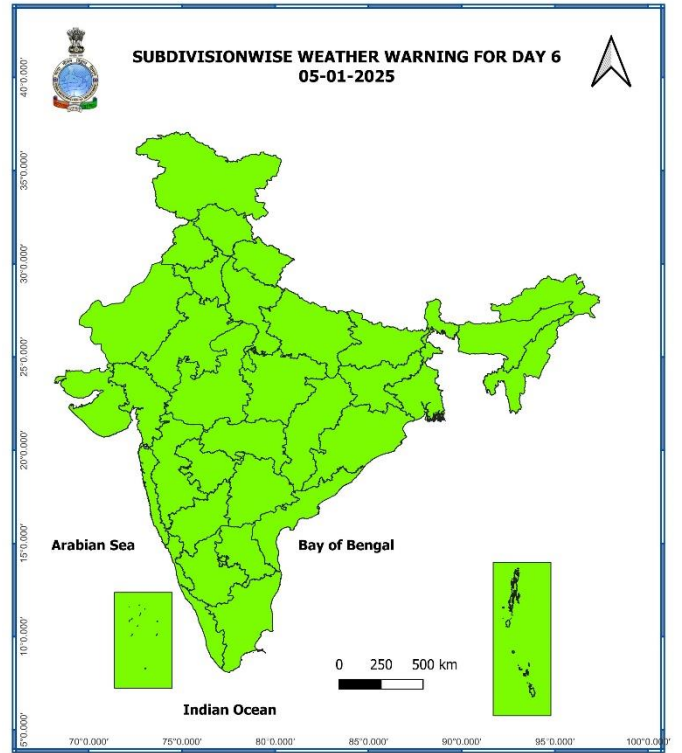 SUBDIVISIONWISE WEATHER WARNING FOR DAY 6
05-01-2025
40°0.000'
35°0.000'
30°0.000'
25°0.000'
20°0.000'
15°0.000'
10°0.000'
5°0.000'
Arabian Sea
Bay of Bengal
0 250 500 km
Indian Ocean
70°0.000' 75°0.000' 80°0.000' 85°0.000' 90°0.000' 95°0.000' 100°0.000'